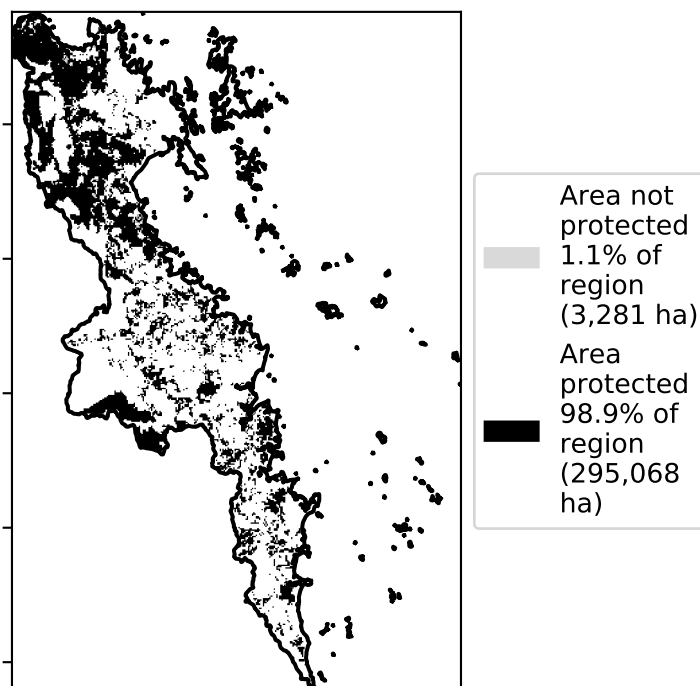 Area not
protected
1.1% of
region
(3,281 ha)
Area
protected
98.9% of
region
(295,068
ha)